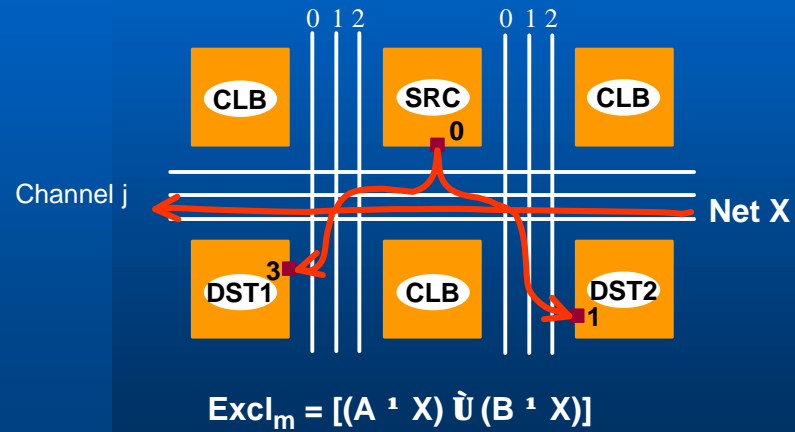 0 1 2
0 1 2
CLB
SRC
CLB
0
Channel j
Net X
3
DST1
CLB
DST2
1
Exclm = [(A ¹ X) Ù (B ¹ X)]